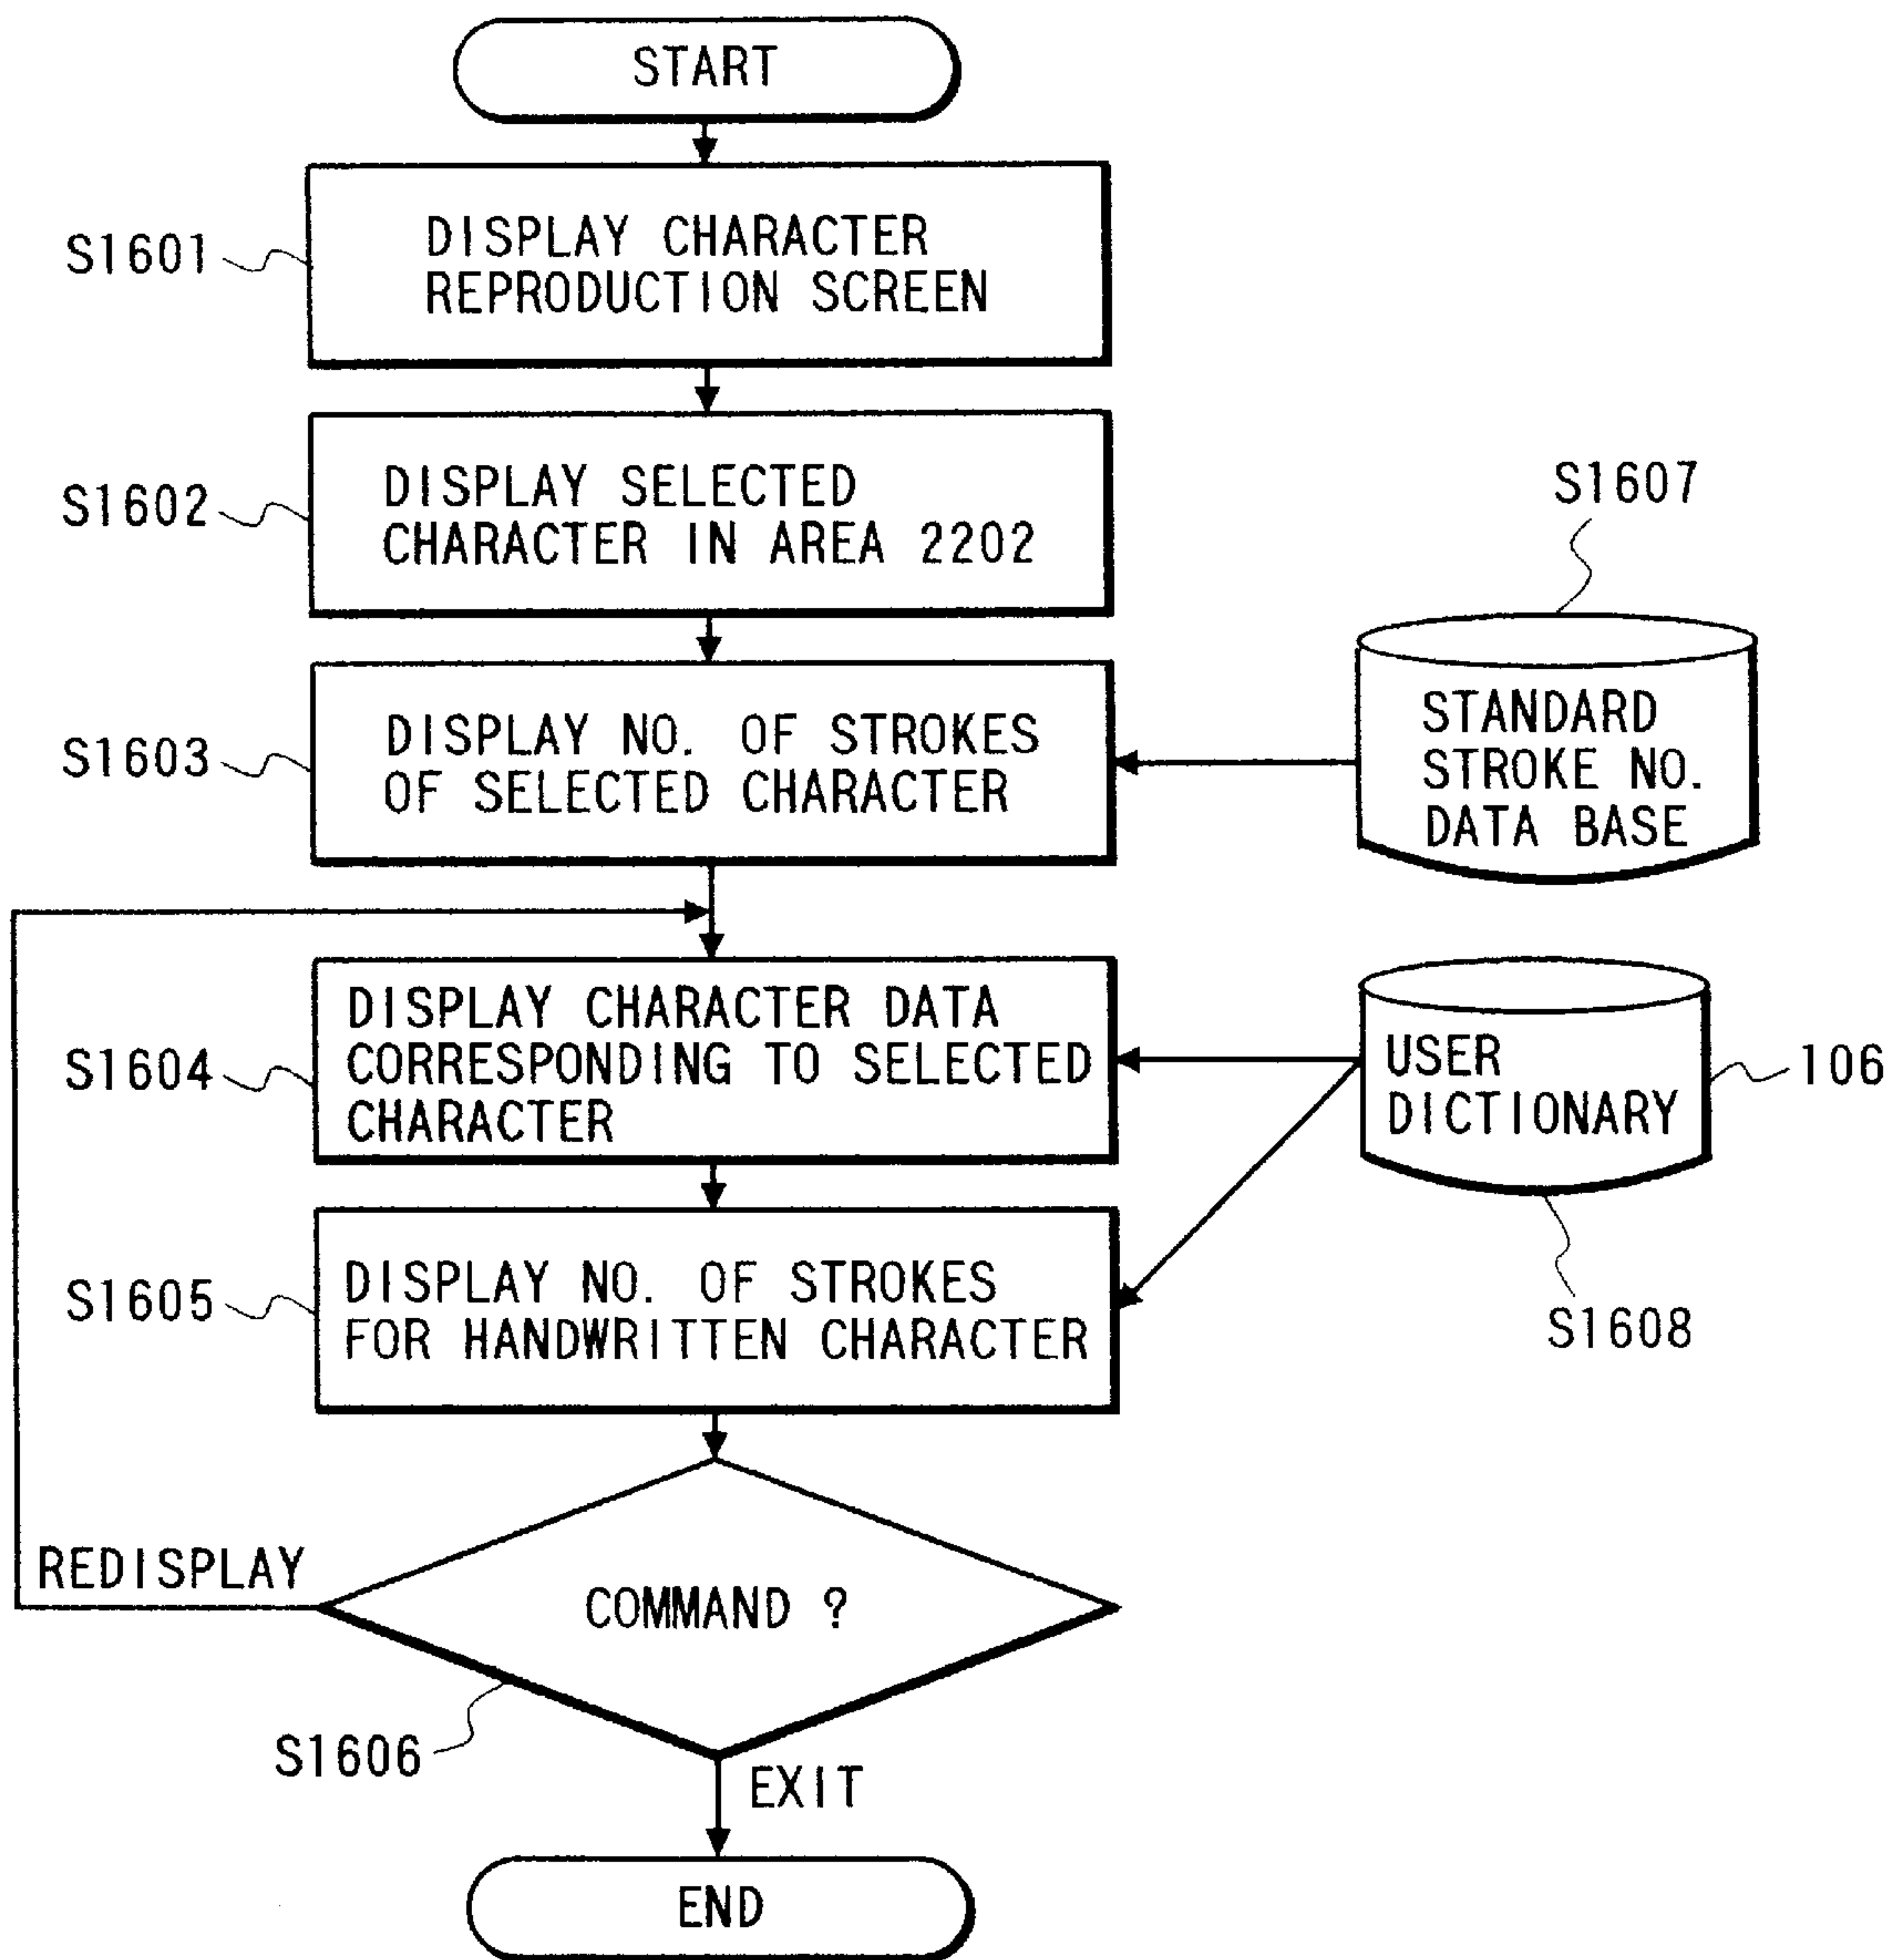 START
S1601
DISPLAY CHARACTER
REPRODUCTION SCREEN
S1602
DISPLAY SELECTED
CHARACTER IN AREA 2202
S1607
S1603
DISPLAY NO. OF STROKES
OF SELECTED CHARACTER
STANDARD
STROKE NO.
DATA BASE
S1604
DISPLAY CHARACTER DATA
CORRESPONDING TO SELECTED
CHARACTER
USER
DICTIONARY
106
S1605
DISPLAY NO. OF STROKES
FOR HANDWRITTEN CHARACTER
S1608
REDISPLAY
COMMAND ?
S1606
EXIT
END